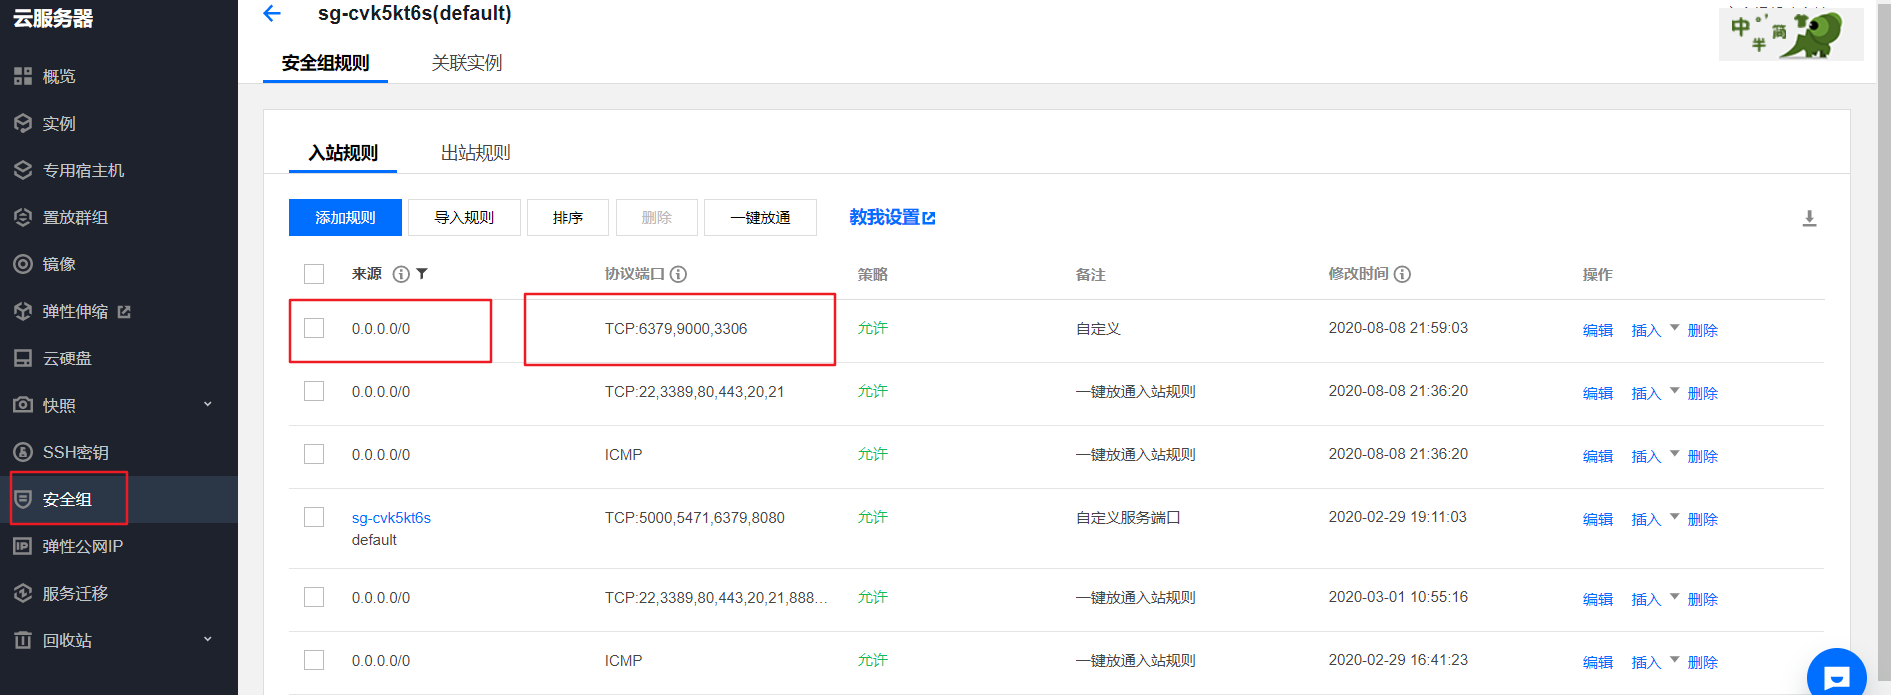 云服务器
概览
实例
专用宿主机
置放群组
镜像
弹性伸缩
云硬盘
快照
SSH密钥
安全组
弹性公网IP
服务迁移
回收站
sg-cvk5kt6s(default)
中 °, 半 简
安全组规则 关联实例
入站规则 出站规则
添加规则 导入规则 排序 删除 一键放通 教我设置
来源 协议端口 策略 备注 修改时间 操作
0.0.0.0/0 TCP:6379,9000,3306 允许 自定义 2020-08-08 21:59:03 编辑 插入 删除
0.0.0.0/0 TCP:22,3389,80,443,20,21 允许 一键放通入站规则 2020-08-08 21:36:20 编辑 插入 删除
0.0.0.0/0 ICMP 允许 一键放通入站规则 2020-08-08 21:36:20 编辑 插入 删除
sg-cvk5kt6s TCP:5000,5471,6379,8080 允许 自定义服务端口 2020-02-29 19:11:03 编辑 插入 删除
default
0.0.0.0/0 TCP:22,3389,80,443,20,21,888... 允许 一键放通入站规则 2020-03-01 10:55:16 编辑 插入 删除
0.0.0.0/0 ICMP 允许 一键放通入站规则 2020-02-29 16:41:23 编辑 插入 删除